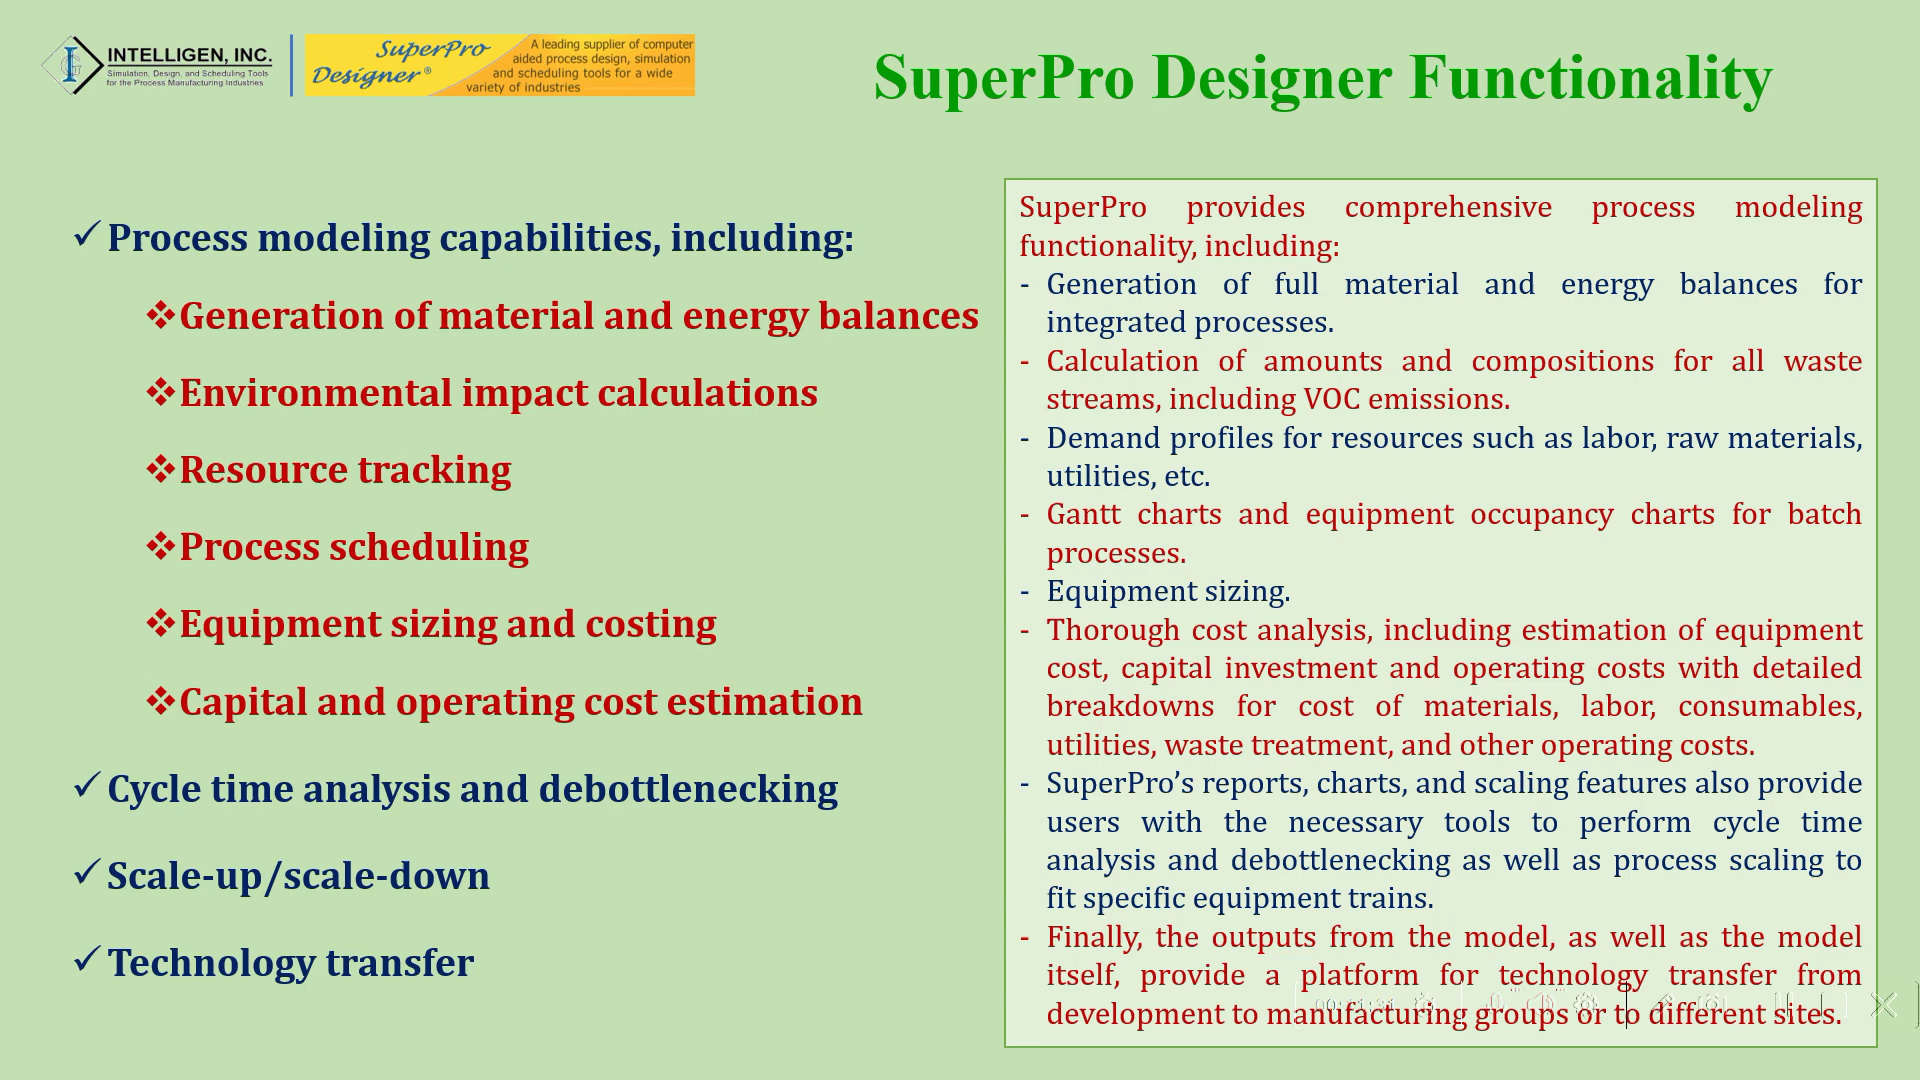 INTELLIGEN, INC.
Simulation, Design, and Scheduling Tools
for the Process Manufacturing Industries
SuperPro
Designer®
A leading supplier of computer
aided process design, simulation
and scheduling tools for a wide
variety of industries
SuperPro Designer Functionality
✓Process modeling capabilities, including:
❖Generation of material and energy balances
❖Environmental impact calculations
❖Resource tracking
❖Process scheduling
❖Equipment sizing and costing
❖Capital and operating cost estimation
✓Cycle time analysis and debottlenecking
✓Scale-up/scale-down
✓Technology transfer
SuperPro provides comprehensive process modeling
functionality, including:
- Generation of full material and energy balances for
integrated processes.
- Calculation of amounts and compositions for all waste
streams, including VOC emissions.
- Demand profiles for resources such as labor, raw materials,
utilities, etc.
- Gantt charts and equipment occupancy charts for batch
processes.
- Equipment sizing.
- Thorough cost analysis, including estimation of equipment
cost, capital investment and operating costs with detailed
breakdowns for cost of materials, labor, consumables,
utilities, waste treatment, and other operating costs.
- SuperPro’s reports, charts, and scaling features also provide
users with the necessary tools to perform cycle time
analysis and debottlenecking as well as process scaling to
fit specific equipment trains.
- Finally, the outputs from the model, as well as the model
itself, provide a platform for technology transfer from
development to manufacturing groups or to different sites.